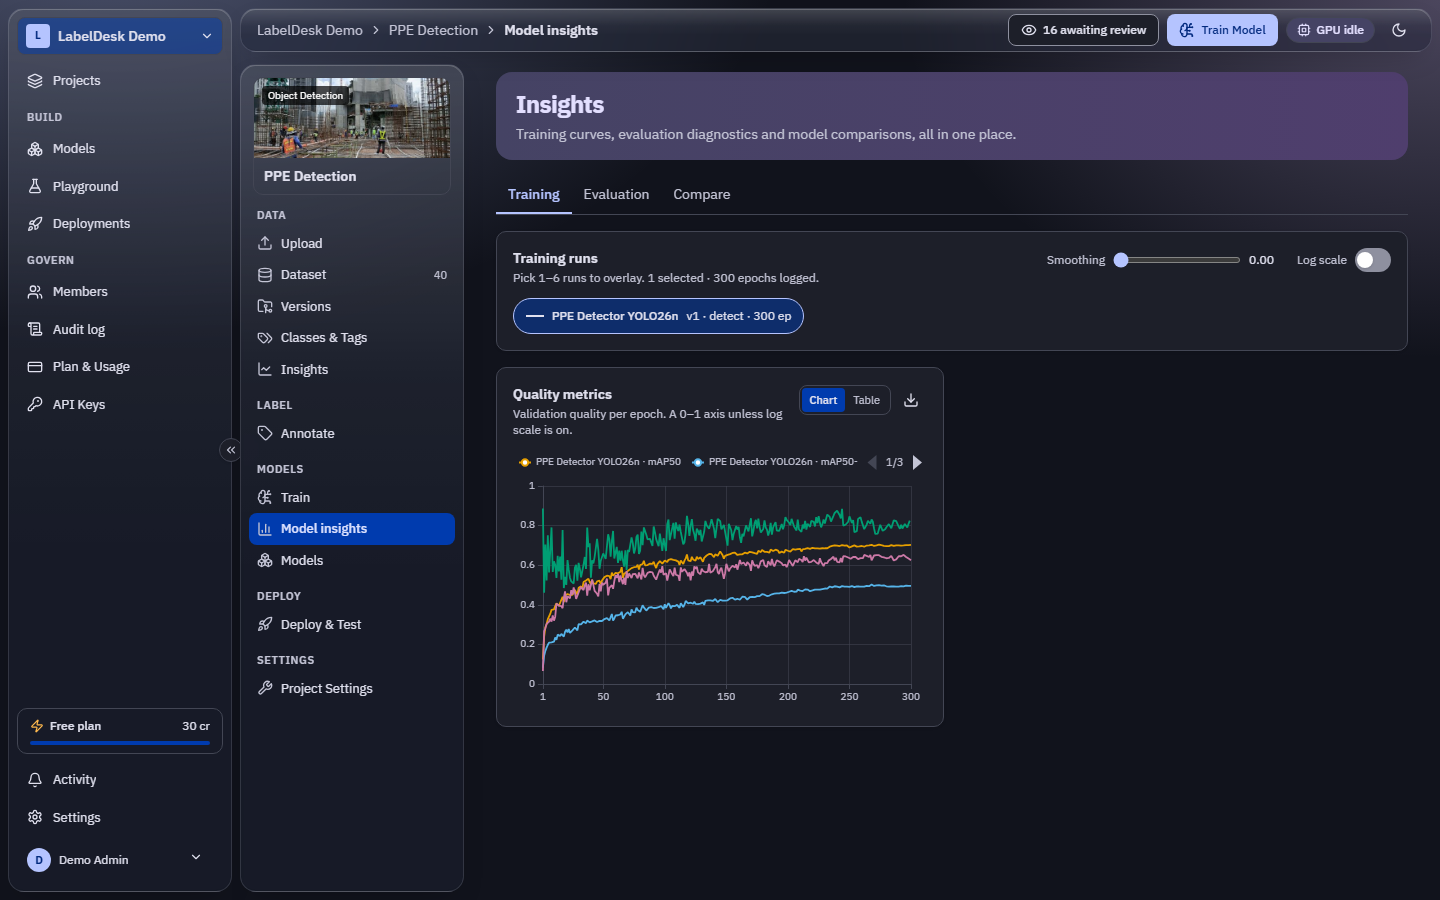 L LabelDesk Demo
Projects
BUILD
Models
Playground
Deployments
GOVERN
Members
Audit log
Plan & Usage
API Keys
Free plan 30 cr
Activity
Settings
D Demo Admin
LabelDesk Demo > PPE Detection > Model insights
16 awaiting review
Train Model
GPU idle
Object Detection
PPE Detection
DATA
Upload
Dataset 40
Versions
Classes & Tags
Insights
LABEL
Annotate
MODELS
Train
Model insights
Models
DEPLOY
Deploy & Test
SETTINGS
Project Settings
Insights
Training curves, evaluation diagnostics and model comparisons, all in one place.
Training Evaluation Compare
Training runs
Pick 1–6 runs to overlay. 1 selected · 300 epochs logged.
Smoothing 0.00 Log scale
PPE Detector YOLO26n v1 · detect · 300 ep
Quality metrics
Validation quality per epoch. A 0–1 axis unless log
scale is on.
Chart Table
PPE Detector YOLO26n · mAP50 PPE Detector YOLO26n · mAP50- 1/3
1
0.8
0.6
0.4
0.2
0
1 50 100 150 200 250 300